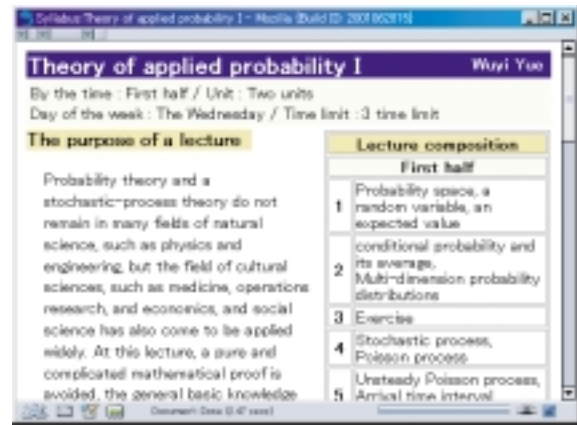 Syllabus:Theory of applied probability I - Mozilla {Build ID: 2001062815}
Theory of applied probability I
Wuyi Yue
By the time : First half / Unit : Two units
Day of the week : The Wednesday / Time limit :3 time limit
The purpose of a lecture
Probability theory and a
stochastic-process theory do not
remain in many fields of natural
science, such as physics and
engineering, but the field of cultural
sciences, such as medicine, operations
research, and economics, and social
science has also come to be applied
widely. At this lecture, a pure and
complicated mathematical proof is
avoided, the general basic knowledge
Lecture composition
First half
1 Probability space, a
random variable, an
expected value
2 conditional probability and
its average,
Multi-dimension probability
distributions
3 Exercise
4 Stochastic process,
Poisson process
5 Unsteady Poisson process,
Arrival time interval
Document: Done